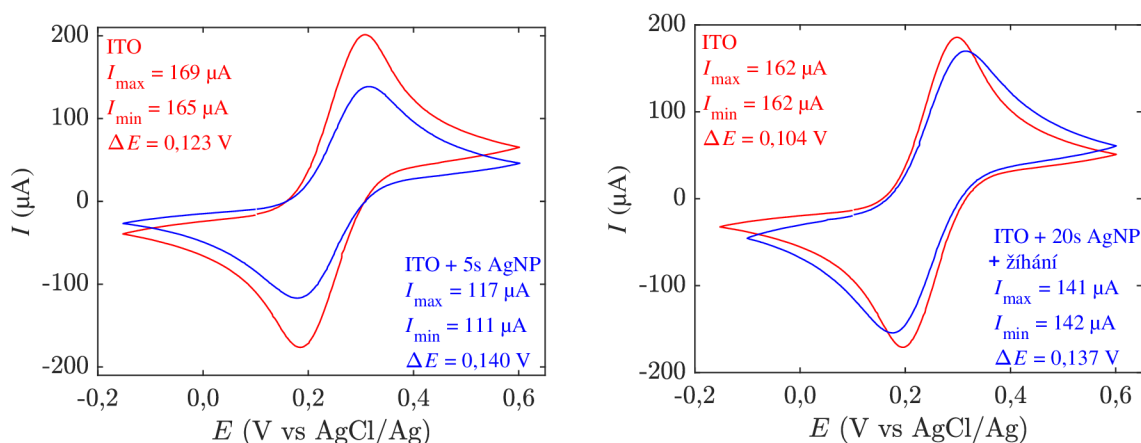 200
100
0
-100
-200
I (µA)
ITO
Imax = 169 µA
Imin = 165 µA
ΔE = 0,123 V
ITO + 5s AgNP
Imax = 117 µA
Imin = 111 µA
ΔE = 0,140 V
-0,2 0,0 0,2 0,4 0,6
E (V vs AgCl/Ag)
200
100
0
-100
-200
I (µA)
ITO
Imax = 162 µA
Imin = 162 µA
ΔE = 0,104 V
ITO + 20s AgNP
+ žíhání
Imax = 141 µA
Imin = 142 µA
ΔE = 0,137 V
-0,2 0,0 0,2 0,4 0,6
E (V vs AgCl/Ag)